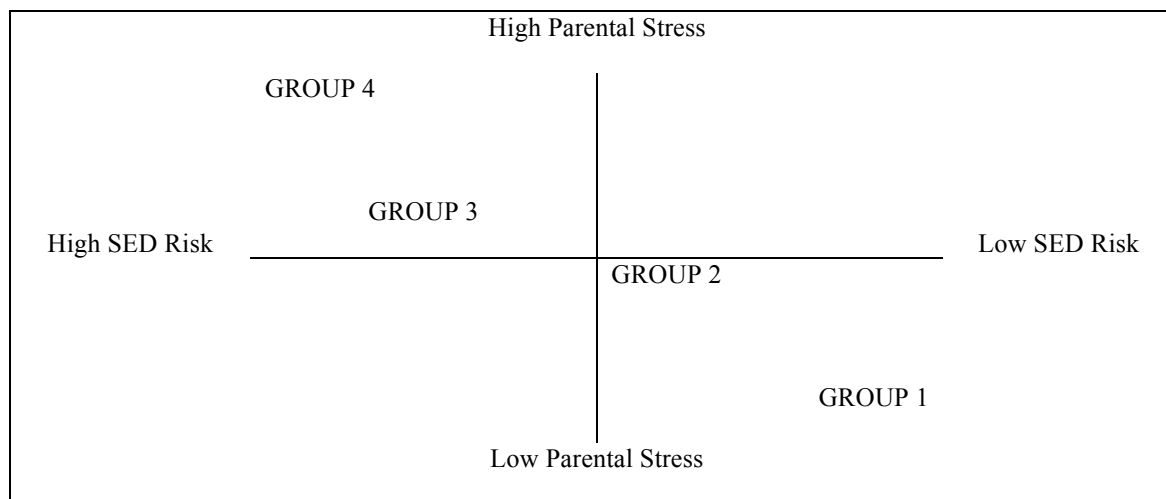 High Parental Stress
GROUP 4
GROUP 3
High SED Risk
Low SED Risk
GROUP 2
GROUP 1
Low Parental Stress